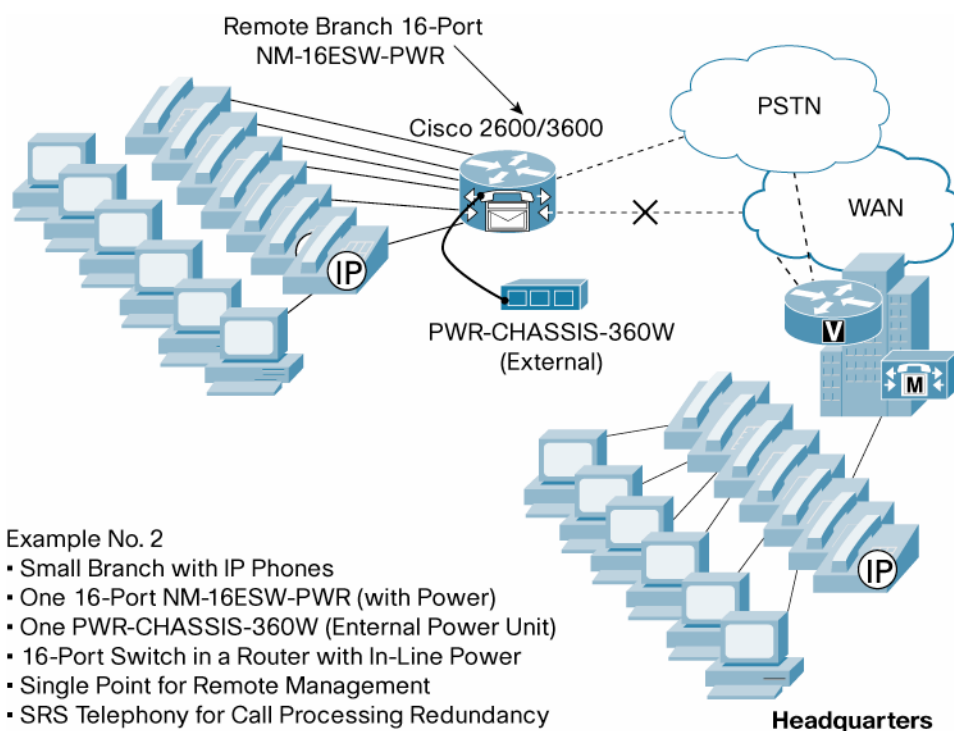 Remote Branch 16-Port
NM-16ESW-PWR
Cisco 2600/3600
PSTN
WAN
IP
PWR-CHASSIS-360W
(External)
V
M
IP
Example No. 2
▪ Small Branch with IP Phones
▪ One 16-Port NM-16ESW-PWR (with Power)
▪ One PWR-CHASSIS-360W (Enternal Power Unit)
▪ 16-Port Switch in a Router with In-Line Power
▪ Single Point for Remote Management
▪ SRS Telephony for Call Processing Redundancy
Headquarters